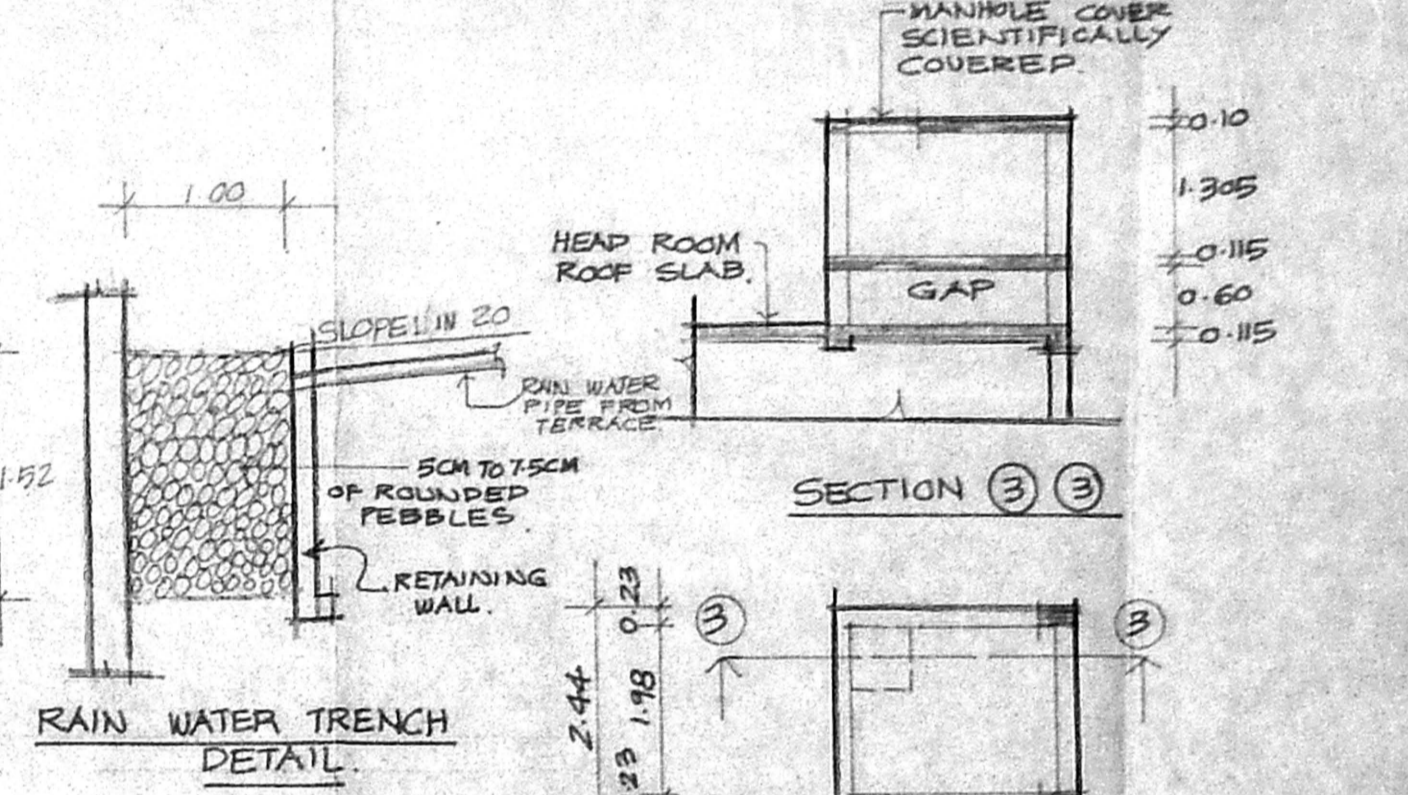 MANHOLE COVER
SCIENTIFICALLY
COVERED.
0.10
1.305
0.115
0.60
0.115
HEAD ROOM
ROOF SLAB.
GAP
SECTION 3 3
1.00
SLOPE 1 IN 20
RAIN WATER
PIPE FROM
TERRACE.
5CM TO 7.5CM
OF ROUNDED
PEBBLES.
1.52
RETAINING
WALL.
RAIN WATER TRENCH
DETAIL.
0.23
2.44
1.98
.23
3
3